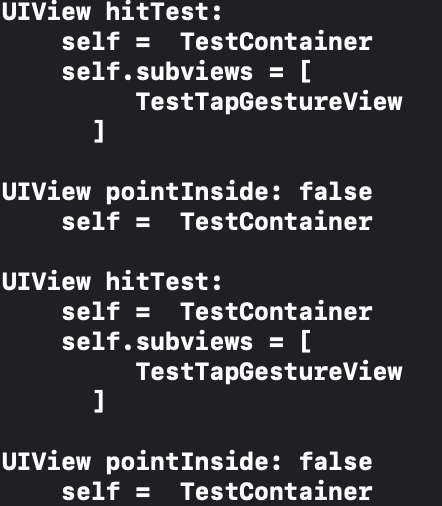 UIView hitTest:
self =  TestContainer
self.subviews = [
TestTapGestureView
]
UIView pointInside: false
self =  TestContainer
UIView hitTest:
self =  TestContainer
self.subviews = [
TestTapGestureView
]
UIView pointInside: false
self =  TestContainer